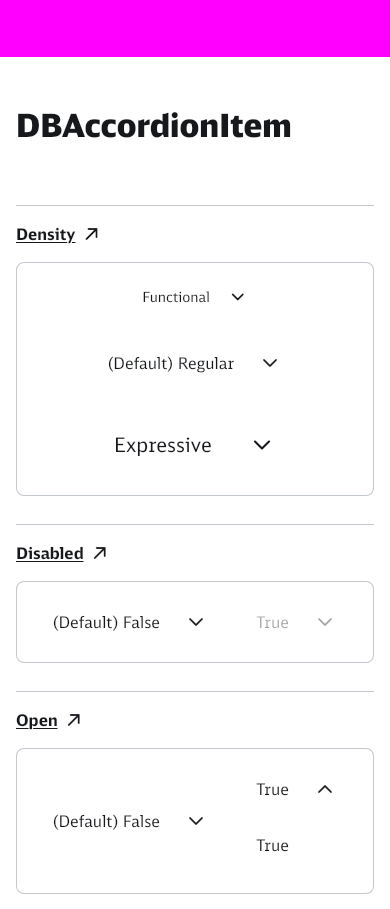 DBAccordionItem
Density
Functional
(Default) Regular
Expressive
Disabled
(Default) False
True
Open
(Default) False
True
True